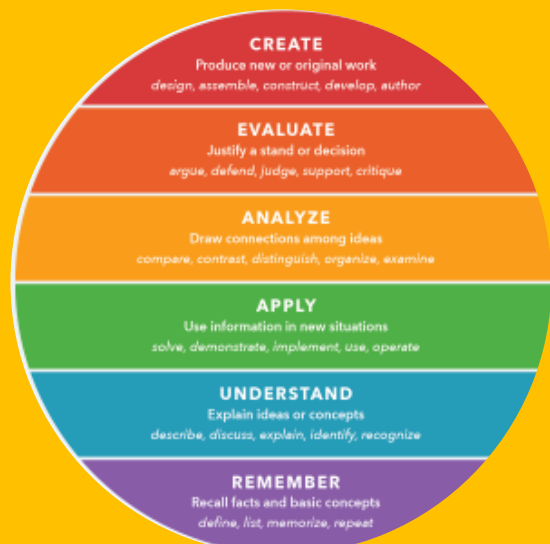 CREATE
Produce new or original work
design, assemble, construct, develop, author
EVALUATE
Justify a stand or decision
argue, defend, judge, support, critique
ANALYZE
Draw connections among ideas
compare, contrast, distinguish, organize, examine
APPLY
Use information in new situations
solve, demonstrate, implement, use, operate
UNDERSTAND
Explain ideas or concepts
describe, discuss, explain, identify, recognize
REMEMBER
Recall facts and basic concepts
define, list, memorize, repeat